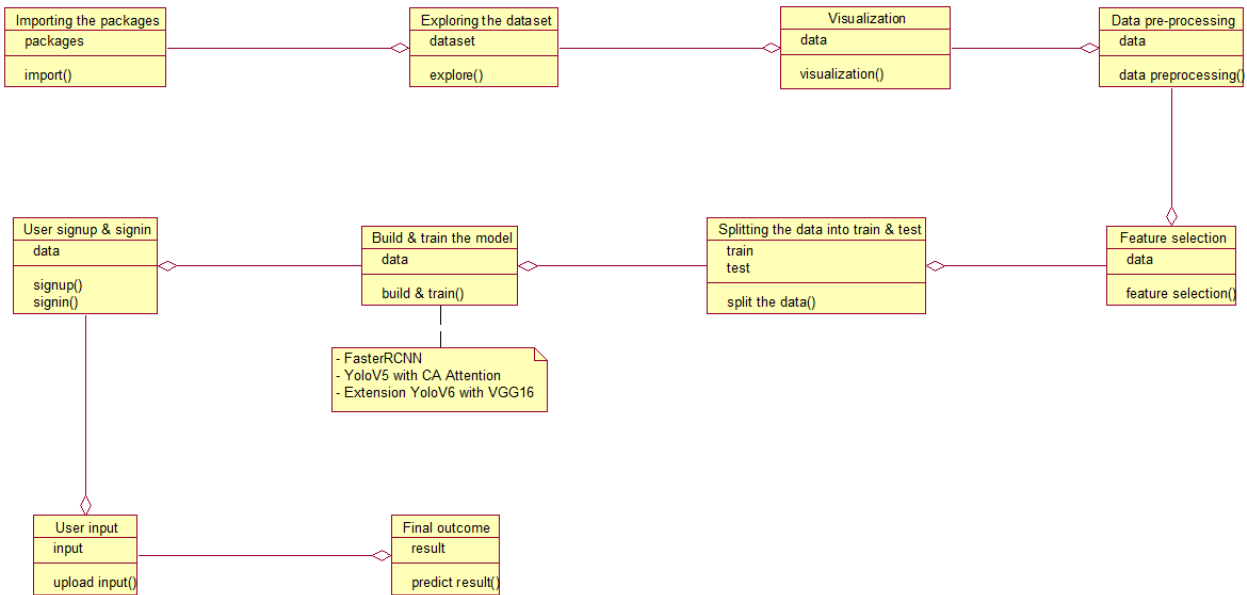 Importing the packages
packages
import()
Exploring the dataset
dataset
explore()
Visualization
data
visualization()
Data pre-processing
data
data preprocessing()
User signup & signin
data
signup()
signin()
Build & train the model
data
build & train()
Splitting the data into train & test
train
test
split the data()
Feature selection
data
feature selection()
- FasterRCNN
- YoloV5 with CA Attention
- Extension YoloV6 with VGG16
User input
input
upload input()
Final outcome
result
predict result()